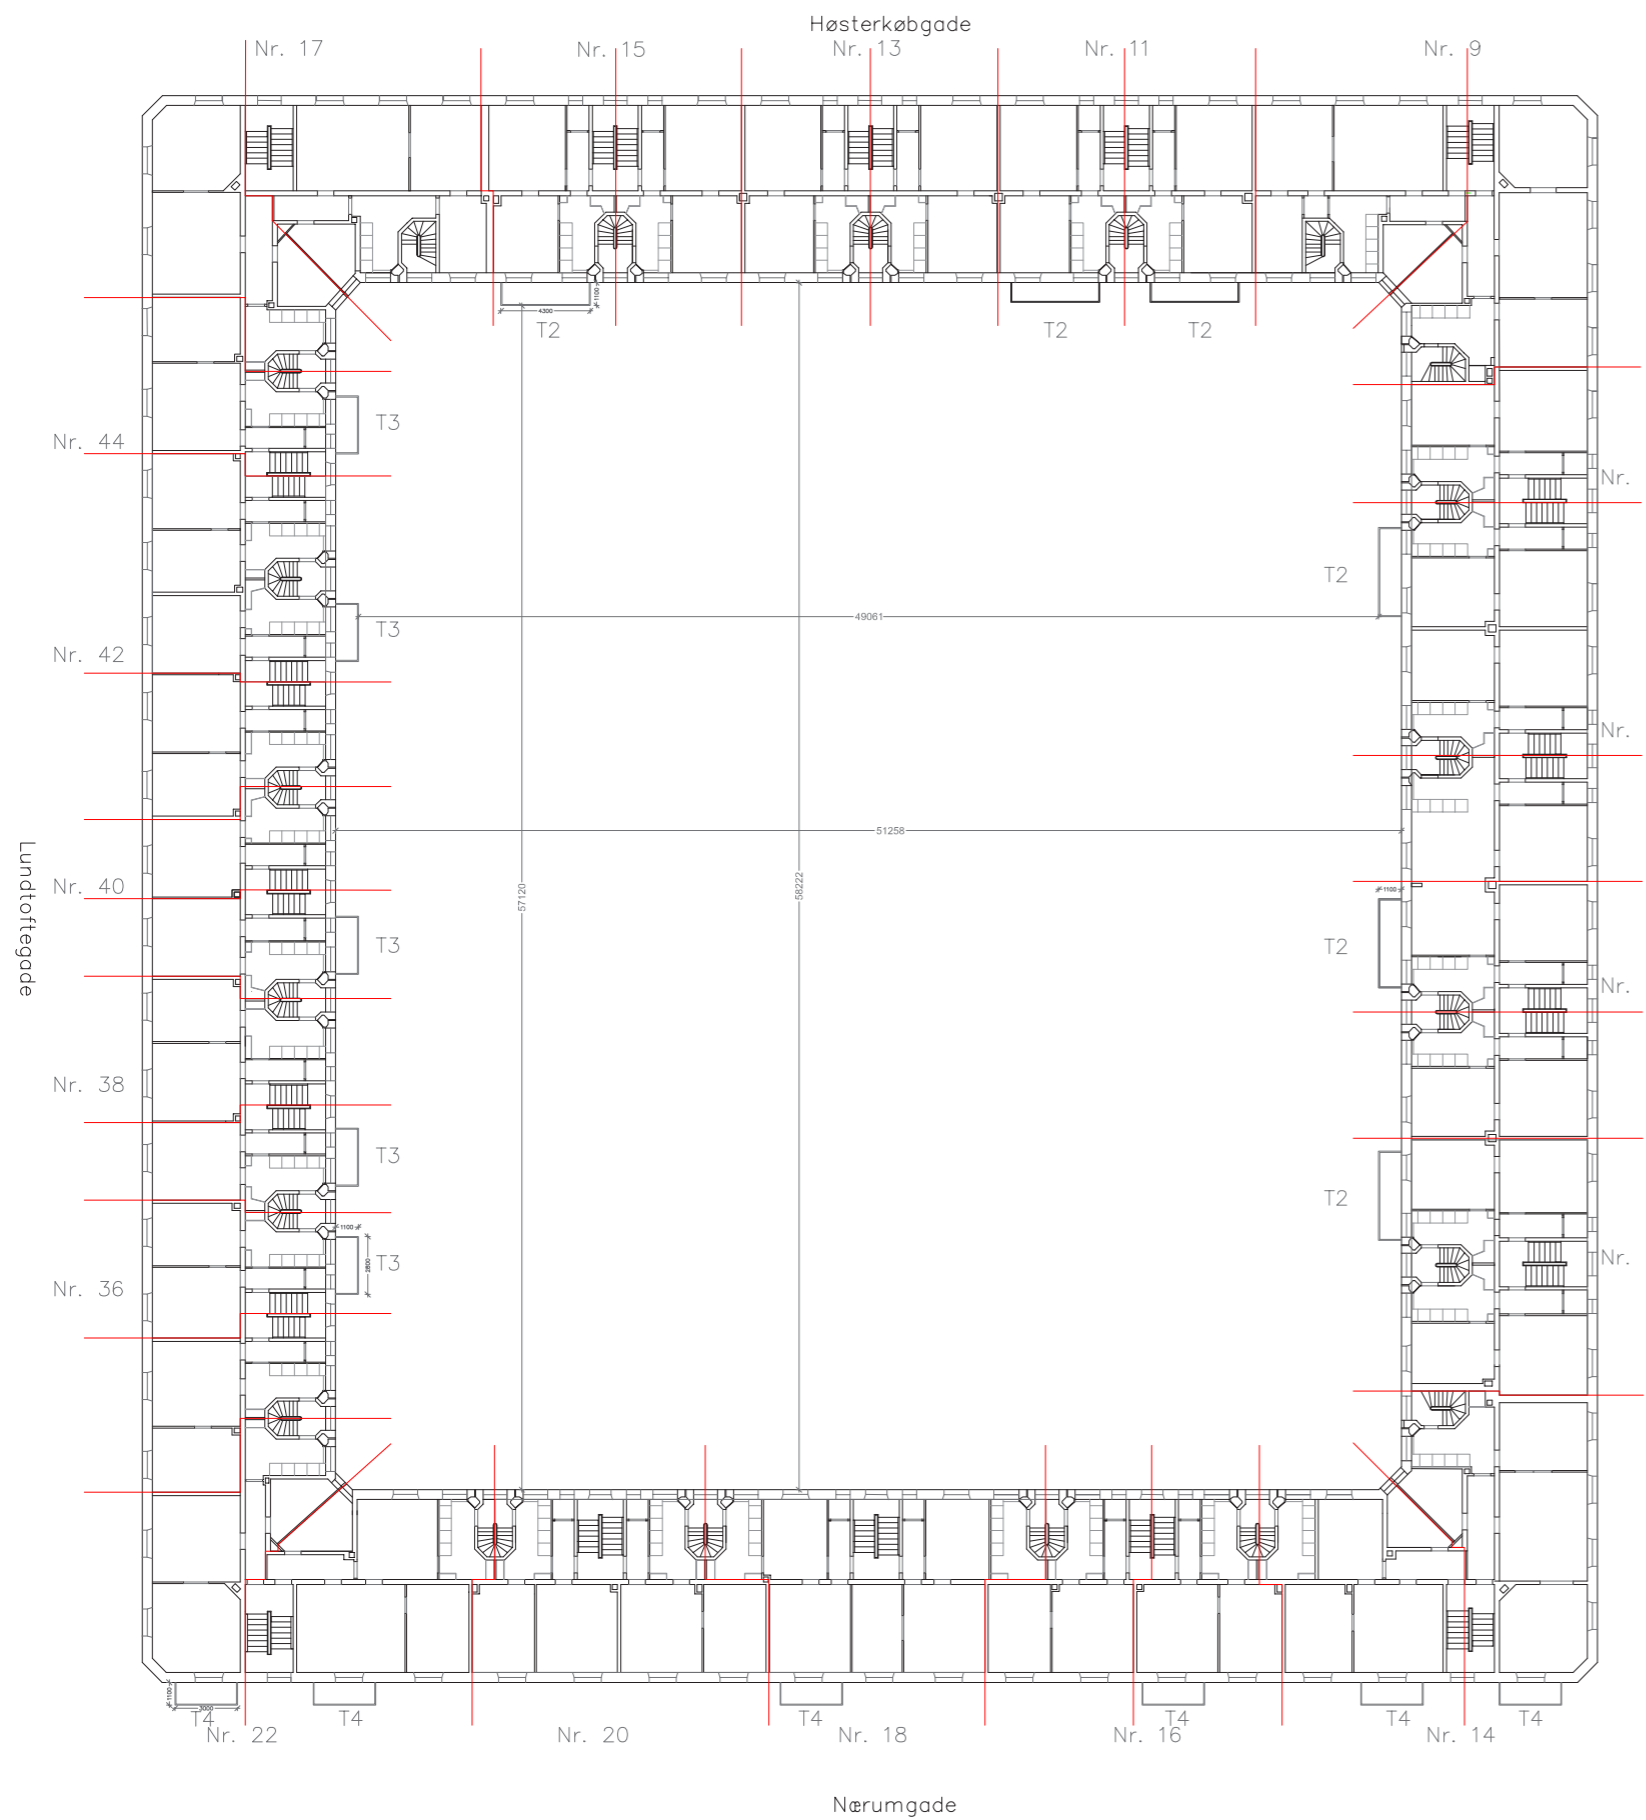 Høsterkøbgade
Nr. 17
Nr. 15
Nr. 13
Nr. 11
Nr. 9
1100
4300
T2
T2
T2
Nr. 44
T3
Nr.
T2
49061
T3
Nr. 42
Nr.
51258
Lundtoftegade
Nr. 40
57120
58222
1100
T3
T2
Nr.
Nr. 38
T3
T2
1100
2800
T3
Nr.
Nr. 36
1100
3000
T4
T4
T4
T4
T4
T4
Nr. 22
Nr. 20
Nr. 18
Nr. 16
Nr. 14
Nærumgade